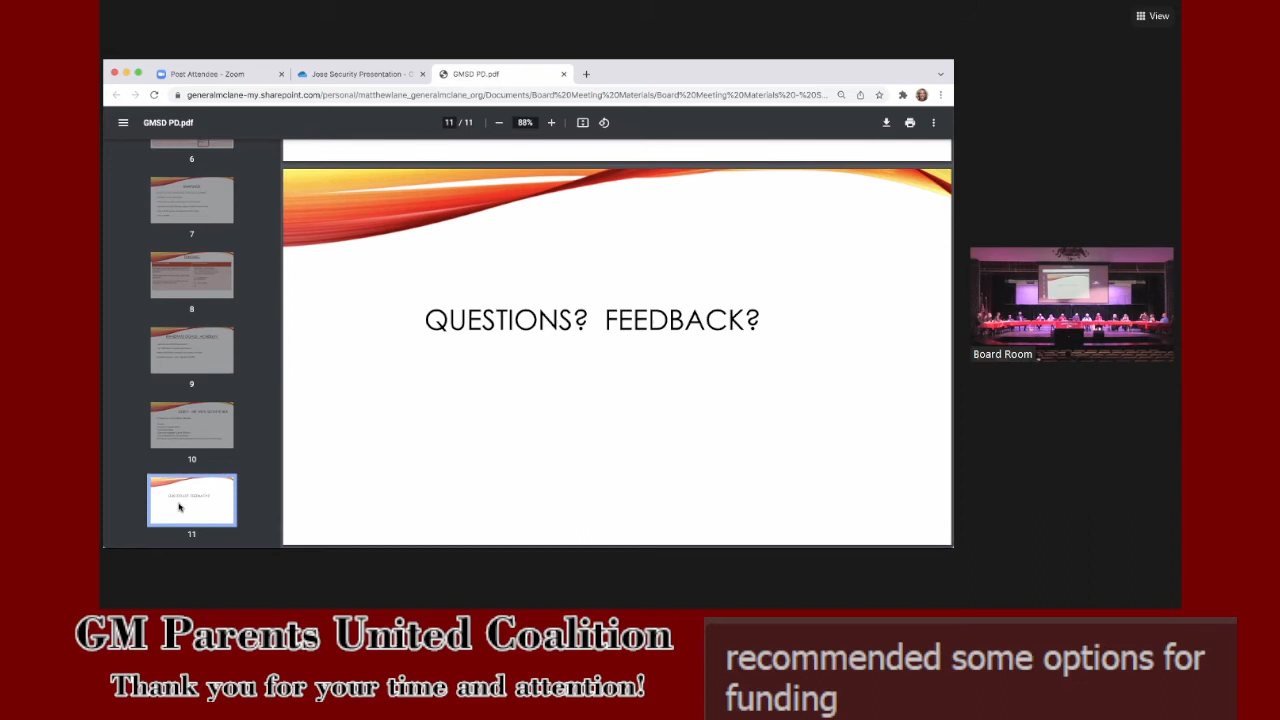 View
Post Attendee - Zoom
Jose Security Presentation - C
GMSD PD.pdf
generalmclane-my.sharepoint.com/personal/matthewlane_generalmclane_org/Documents/Board%20Meeting%20Materials/Board%20Meeting%20Materials%20-%20S...
GMSD PD.pdf
11 / 11
88%
6
7
8
9
10
11
QUESTIONS? FEEDBACK?
Board Room
GM Parents United Coalition
Thank you for your time and attention!
recommended some options for
funding